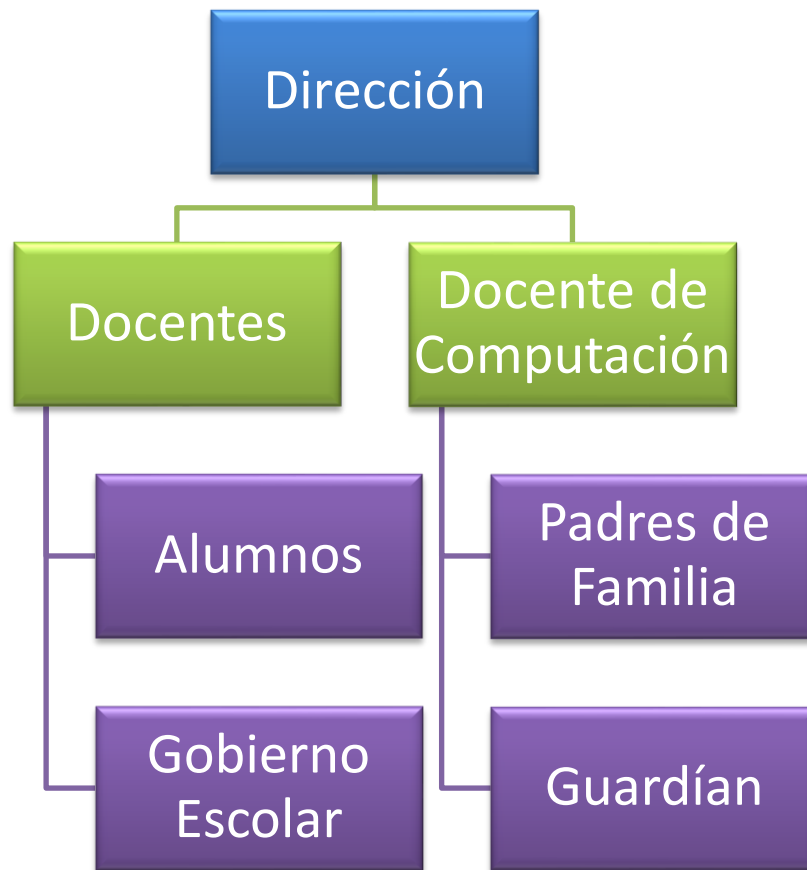 Dirección
Docentes
Docente de
Computación
Alumnos
Padres de
Familia
Gobierno
Escolar
Guardían